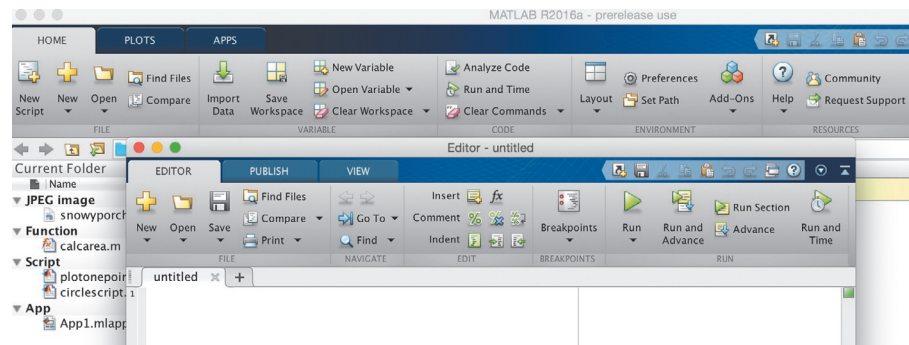 MATLAB R2016a - prerelease use
HOME PLOTS APPS
New Script
New
Open
Find Files
Compare
Import Data
Save Workspace
New Variable
Open Variable
Clear Workspace
Analyze Code
Run and Time
Clear Commands
Layout
Preferences
Set Path
Add-Ons
Help
Community
Request Support
FILE VARIABLE CODE ENVIRONMENT RESOURCES
Editor - untitled
EDITOR PUBLISH VIEW
New
Open
Save
Find Files
Compare
Print
Go To
Find
Insert fx
Comment
Indent
Breakpoints
Run
Run and Advance
Run Section
Advance
Run and Time
FILE NAVIGATE EDIT BREAKPOINTS RUN
untitled
1
Current Folder
Name
JPEG image
snowyporch
Function
calcarea.m
Script
plotonepoin
circlescript.
App
App1.mlapp